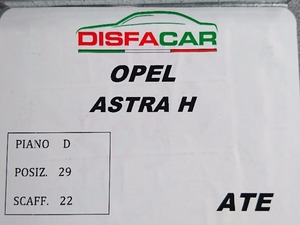 DISFACAR
OPEL
ASTRA H
PIANO D
POSIZ. 29
SCAFF. 22
ATE